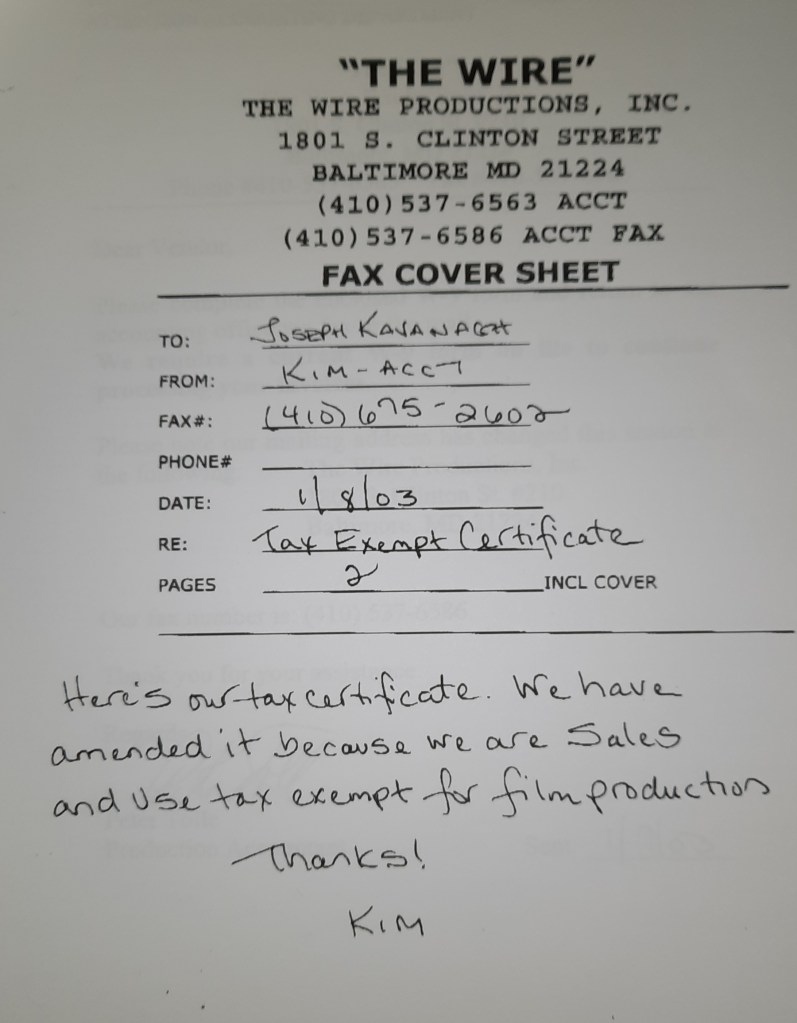 "THE WIRE"
THE WIRE PRODUCTIONS, INC.
1801 S. CLINTON STREET
BALTIMORE MD 21224
(410)537-6563 ACCT
(410)537-6586 ACCT FAX
FAX COVER SHEET
TO: JOSEPH KAVANAGH
FROM: KIM-ACCT
FAX#: (410) 675-2602
PHONE#
DATE: 1/8/03
RE: Tax Exempt Certificate
PAGES 2 INCL COVER
Here's our tax certificate. We have
amended it because we are Sales
and Use tax exempt for film production
Thanks!
KIM